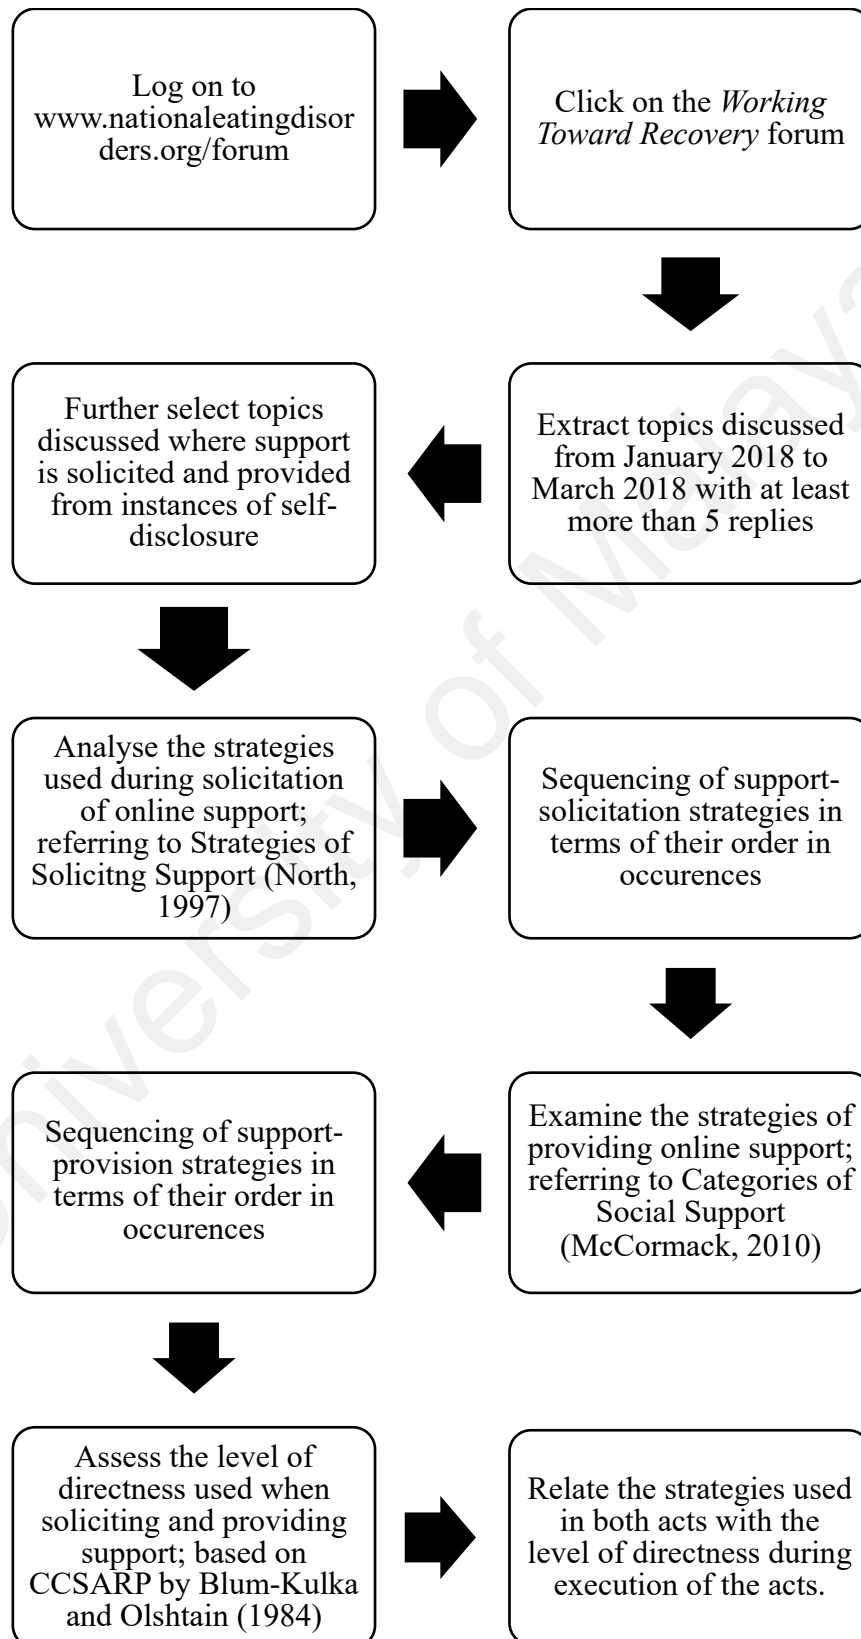 Log on to
www.nationaleatingdisor
ders.org/forum
Click on the Working
Toward Recovery forum
Extract topics discussed
from January 2018 to
March 2018 with at least
more than 5 replies
Further select topics
discussed where support
is solicited and provided
from instances of self-
disclosure
Analyse the strategies
used during solicitation
of online support;
referring to Strategies of
Solicitng Support (North,
1997)
Sequencing of support-
solicitation strategies in
terms of their order in
occurences
Examine the strategies of
providing online support;
referring to Categories of
Social Support
(McCormack, 2010)
Sequencing of support-
provision strategies in
terms of their order in
occurences
Assess the level of
directness used when
soliciting and providing
support; based on
CCSARP by Blum-Kulka
and Olshtain (1984)
Relate the strategies used
in both acts with the
level of directness during
execution of the acts.
University of Malaya